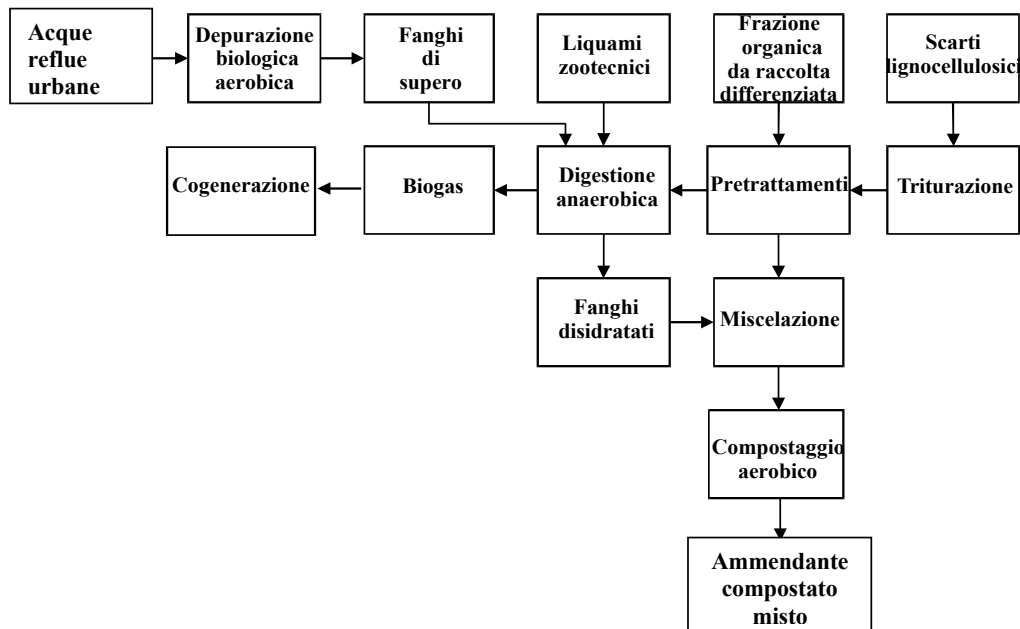 Acque
reflue
urbane
Depurazione
biologica
aerobica
Fanghi
di
supero
Liquami
zootecnici
Frazione
organica
da raccolta
differenziata
Scarti
lignocellulosici
Cogenerazione
Biogas
Digestione
anaerobica
Pretrattamenti
Triturazione
Fanghi
disidratati
Miscelazione
Compostaggio
aerobico
Ammendante
compostato
misto